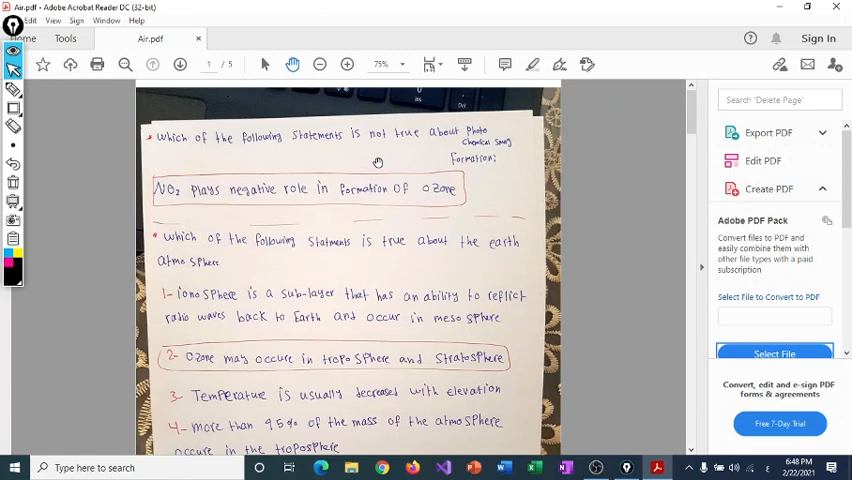 Air.pdf - Adobe Acrobat Reader DC (32-bit)
Edit View Sign Window Help
Home Tools Air.pdf × Sign In
1 / 5 75%
* Which of the following statements is not true about Photo
Chemical Smog
Formation:
NO2 plays negative role in formation of ozone
* Which of the following statments is true about the earth
atmosphere
1- ionosphere is a sub-layer that has an ability to reflict
radio waves back to Earth and occur in mesosphere
2- Ozone may occure in troposphere and stratosphere
3- Temperature is usually decreased with elevation
4- more than 95% of the mass of the atmosphere
occure in the troposphere
Search 'Delete Page'
Export PDF
Edit PDF
Create PDF
Adobe PDF Pack
Convert files to PDF and
easily combine them with
other file types with a paid
subscription
Select File to Convert to PDF
Select File
Convert, edit and e-sign PDF
forms & agreements
Free 7-Day Trial
Type here to search
6:48 PM
2/22/2021